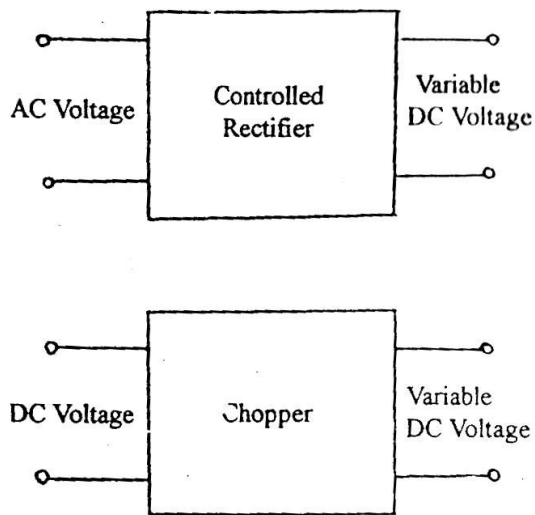 AC Voltage
Controlled
Rectifier
Variable
DC Voltage
DC Voltage
Chopper
Variable
DC Voltage